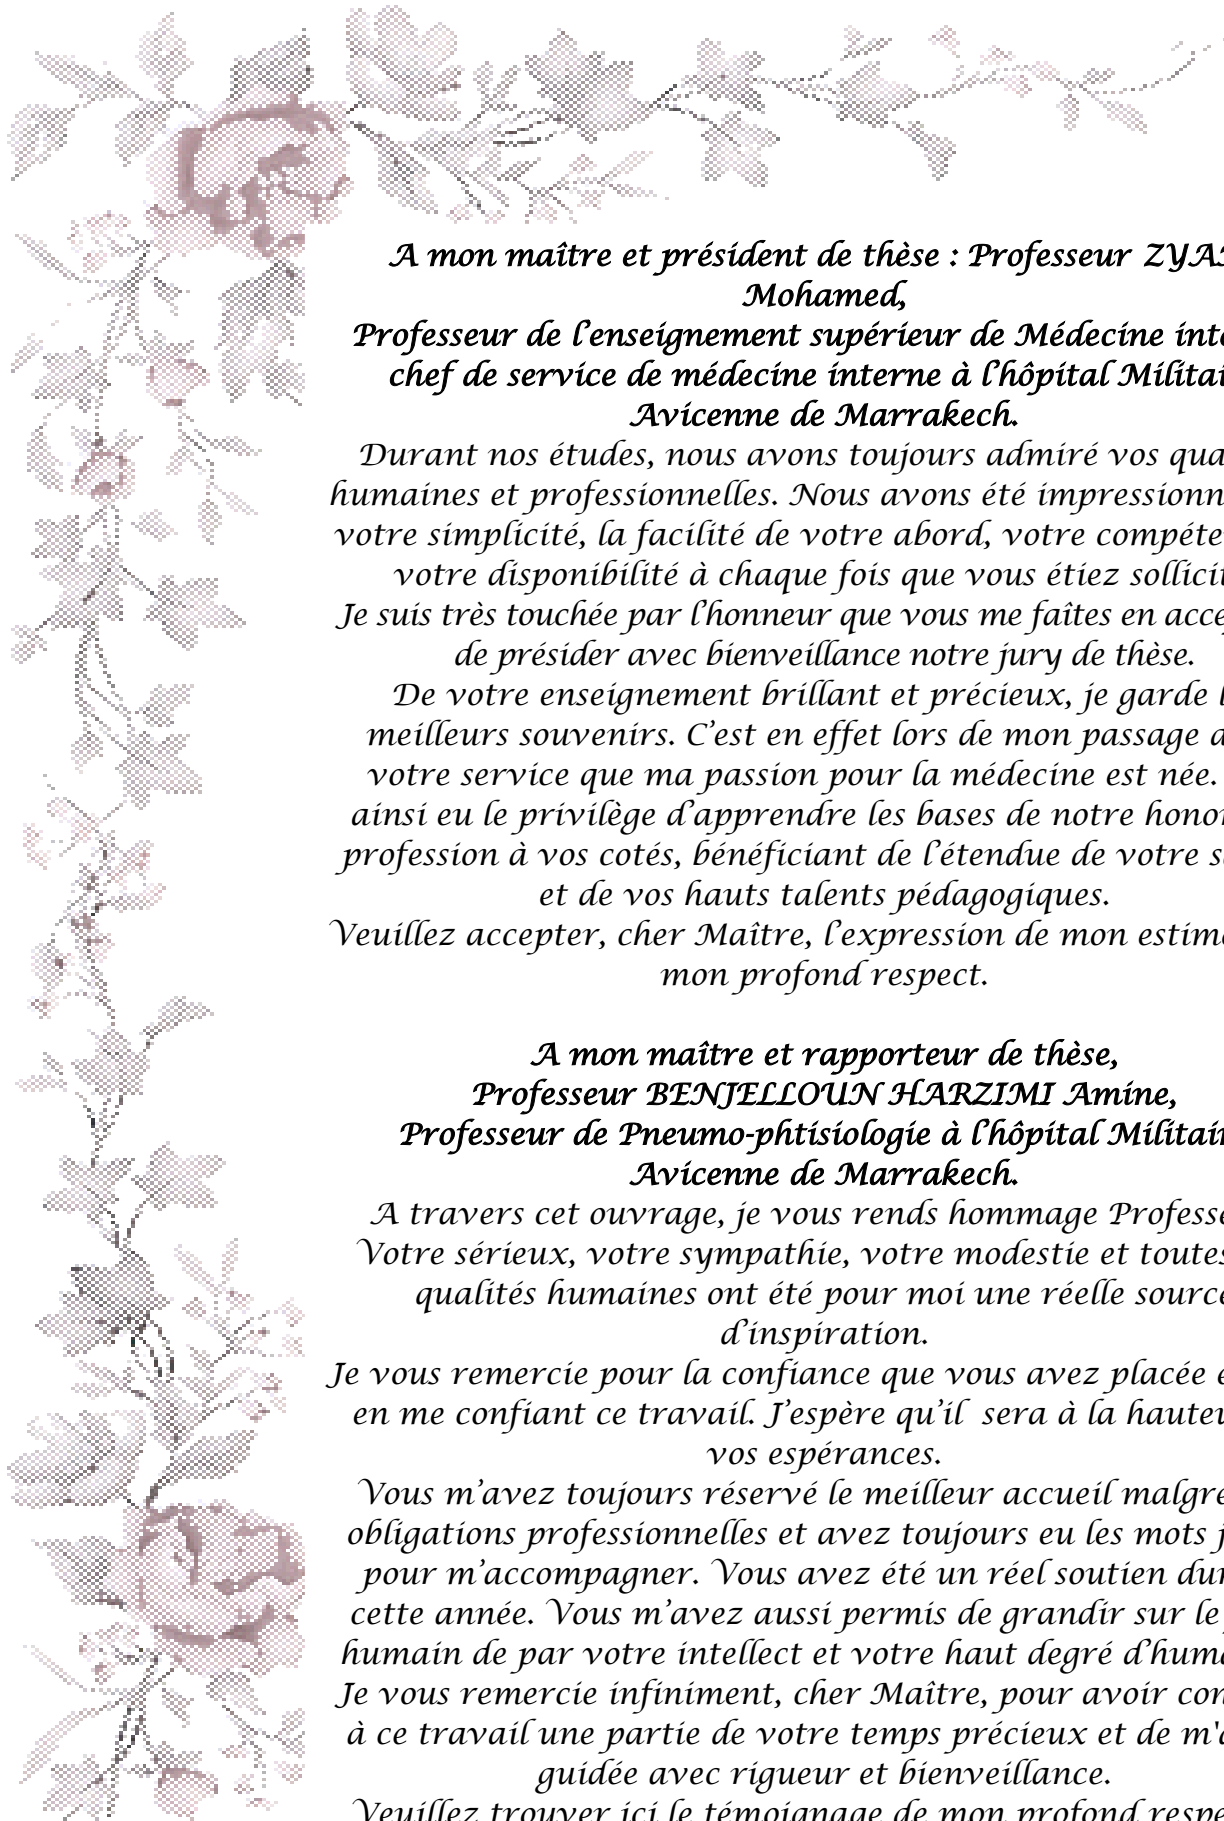 A mon maître et président de thèse : Professeur
Mohamed,
Professeur de l'enseignement supérieur de Médecine
chef de service de médecine interne à l'hôpital
Avicenne de Marrakech.
Durant nos études, nous avons toujours admiré vos
humaines et professionnelles. Nous avons été
votre simplicité, la facilité de votre abord, votre
votre disponibilité à chaque fois que vous étiez
Je suis très touchée par l'honneur que vous me faîtes en
de présider avec bienveillance notre jury de thèse.
De votre enseignement brillant et précieux, je garde
meilleurs souvenirs. C'est en effet lors de mon passage
votre service que ma passion pour la médecine est née.
ainsi eu le privilège d'apprendre les bases de notre
profession à vos cotés, bénéficiant de l'étendue de votre
et de vos hauts talents pédagogiques.
Veuillez accepter, cher Maître, l'expression de mon
mon profond respect.
A mon maître et rapporteur de thèse,
Professeur BENJELLOUN HARZIMI Amine,
Professeur de Pneumo-phtisiologie à l'hôpital
Avicenne de Marrakech.
A travers cet ouvrage, je vous rends hommage
Votre sérieux, votre sympathie, votre modestie et toutes
qualités humaines ont été pour moi une réelle source
d'inspiration.
Je vous remercie pour la confiance que vous avez placée
en me confiant ce travail. J'espère qu'il sera à la
vos espérances.
Vous m'avez toujours réservé le meilleur accueil
obligations professionnelles et avez toujours eu les mots
pour m'accompagner. Vous avez été un réel soutien
cette année. Vous m'avez aussi permis de grandir sur le
humain de par votre intellect et votre haut degré
Je vous remercie infiniment, cher Maître, pour avoir
à ce travail une partie de votre temps précieux et de
guidée avec rigueur et bienveillance.
Veuillez trouver ici le témoignage de mon profond